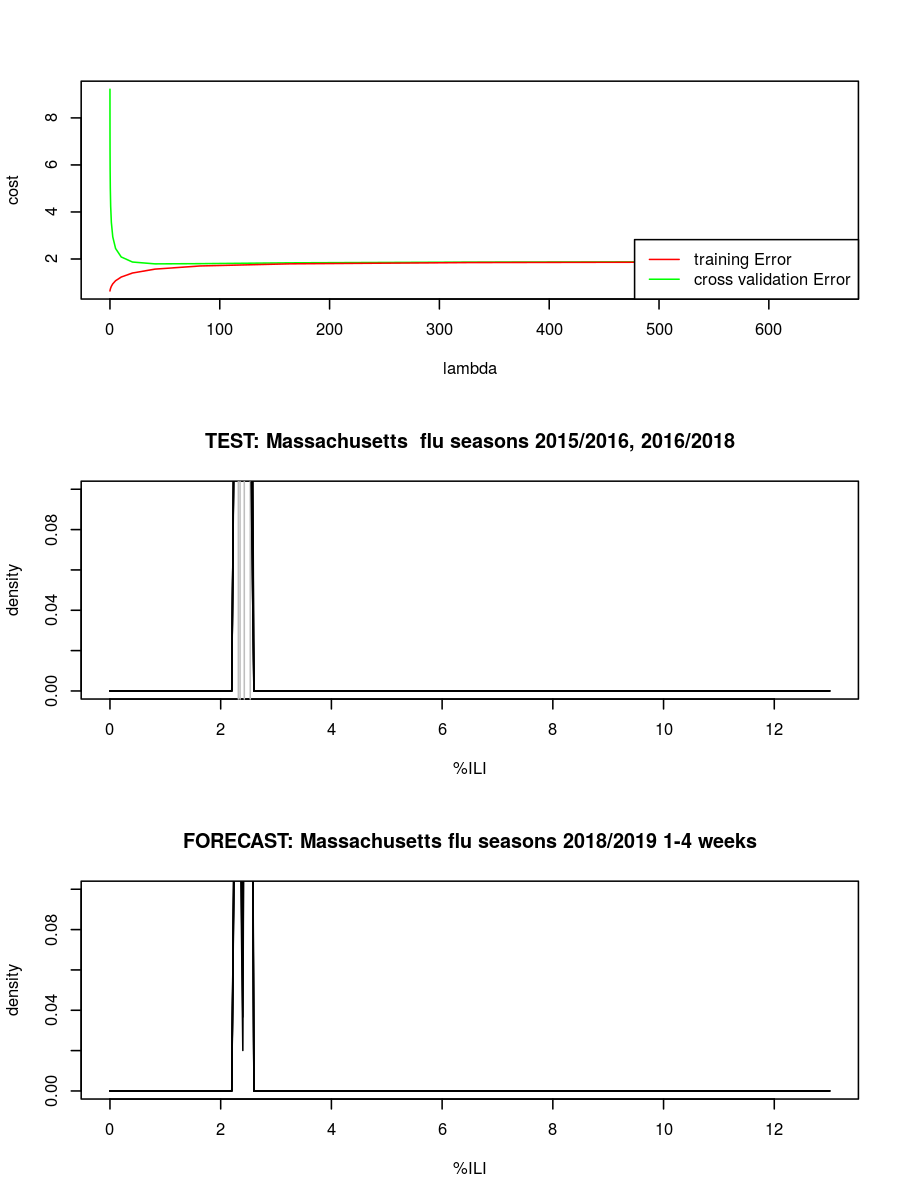 8
6
4
2
cost
training Error
cross validation Error
0 100 200 300 400 500 600
lambda
TEST: Massachusetts  flu seasons 2015/2016, 2016/2018
0.08
0.04
0.00
density
0 2 4 6 8 10 12
%ILI
FORECAST: Massachusetts flu seasons 2018/2019 1-4 weeks
0.08
0.04
0.00
density
0 2 4 6 8 10 12
%ILI